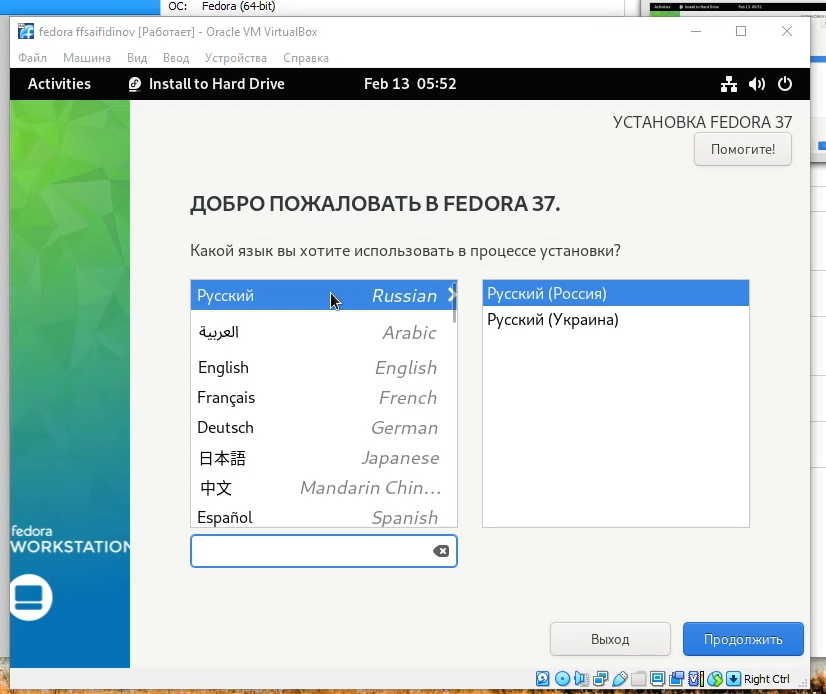 ОС: Fedora (64-bit)
fedora ffsaifidinov [Работает] - Oracle VM VirtualBox
Файл Машина Вид Ввод Устройства Справка
Activities Install to Hard Drive Feb 13 05:52
УСТАНОВКА FEDORA 37
Помогите!
ДОБРО ПОЖАЛОВАТЬ В FEDORA 37.
Какой язык вы хотите использовать в процессе установки?
Русский Russian
العربية Arabic
English English
Français French
Deutsch German
日本語 Japanese
中文 Mandarin Chin...
Español Spanish
Русский (Россия)
Русский (Украина)
fedora
WORKSTATION
Выход Продолжить
Right Ctrl